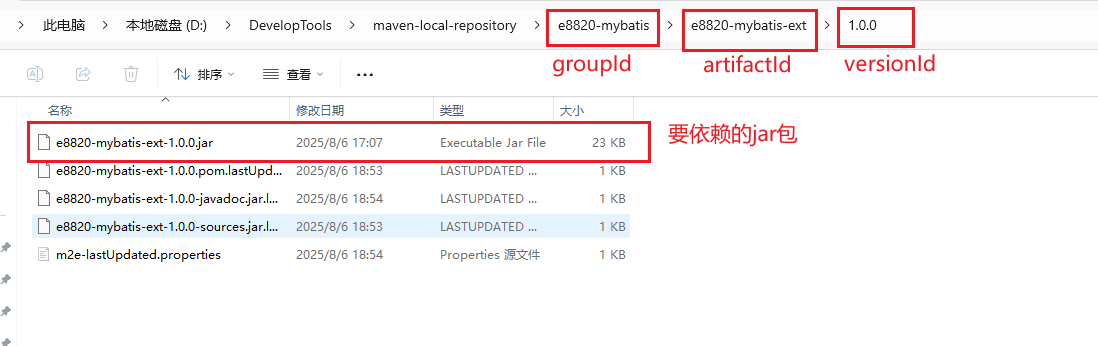 此电脑 本地磁盘 (D:) DevelopTools maven-local-repository e8820-mybatis e8820-mybatis-ext 1.0.0
groupId artifactId versionId
排序 查看 ...
名称 修改日期 类型 大小
e8820-mybatis-ext-1.0.0.jar 2025/8/6 17:07 Executable Jar File 23 KB
要依赖的jar包
e8820-mybatis-ext-1.0.0.pom.lastUpd... 2025/8/6 18:53 LASTUPDATED ... 1 KB
e8820-mybatis-ext-1.0.0-javadoc.jar.l... 2025/8/6 18:54 LASTUPDATED ... 1 KB
e8820-mybatis-ext-1.0.0-sources.jar.l... 2025/8/6 18:53 LASTUPDATED ... 1 KB
m2e-lastUpdated.properties 2025/8/6 18:54 Properties 源文件 1 KB